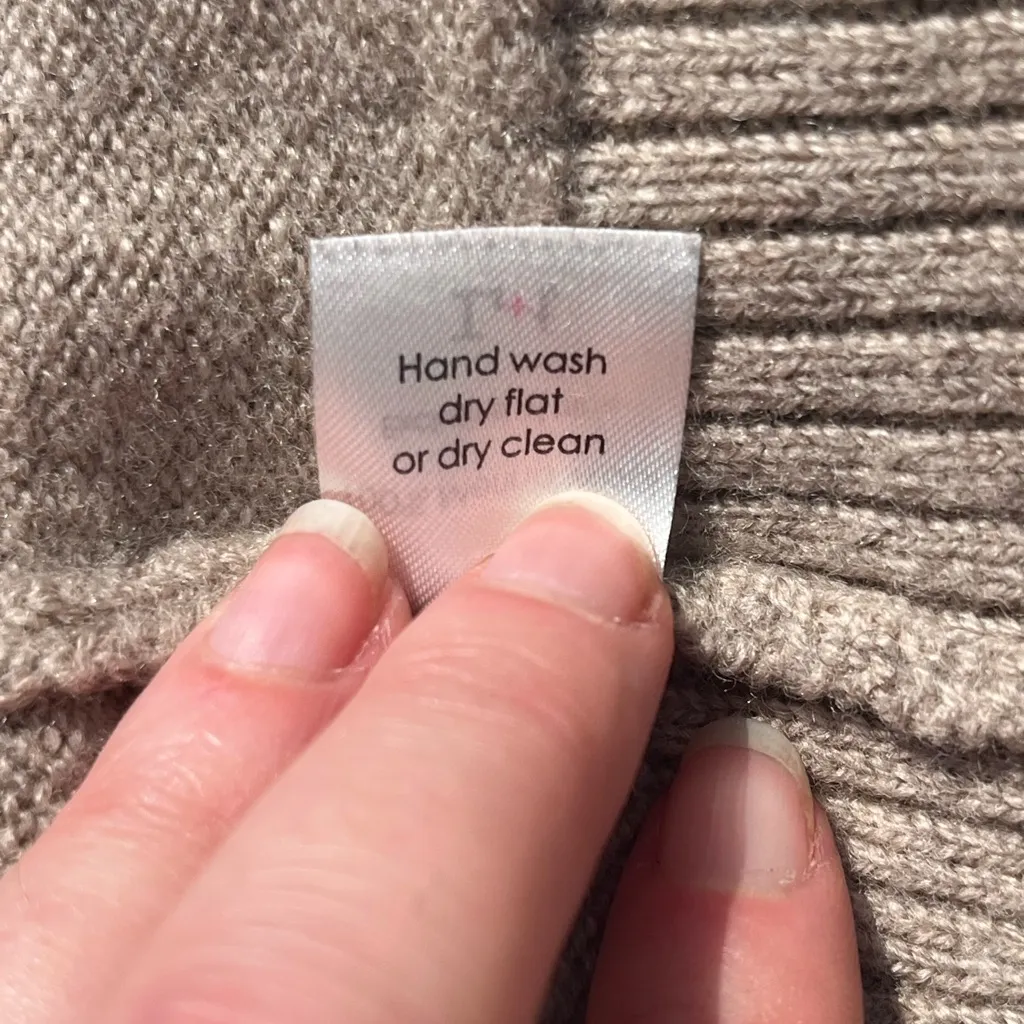 Hand wash
dry flat
or dry clean